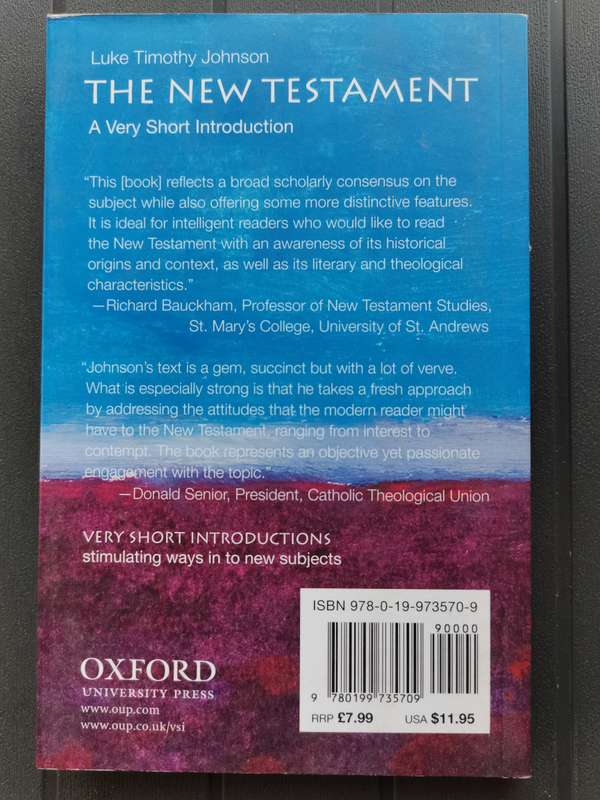 Luke Timothy Johnson
THE NEW TESTAMENT
A Very Short Introduction
“This [book] reflects a broad scholarly consensus on the
subject while also offering some more distinctive features.
It is ideal for intelligent readers who would like to read
the New Testament with an awareness of its historical
origins and context, as well as its literary and theological
characteristics.”
—Richard Bauckham, Professor of New Testament Studies,
St. Mary's College, University of St. Andrews
“Johnson's text is a gem, succinct but with a lot of verve.
What is especially strong is that he takes a fresh approach
by addressing the attitudes that the modern reader might
have to the New Testament, ranging from interest to
contempt. The book represents an objective yet passionate
engagement with the topic.”
—Donald Senior, President, Catholic Theological Union
VERY SHORT INTRODUCTIONS
stimulating ways in to new subjects
ISBN 978-0-19-973570-9
90000
9 780199 735709
RRP £7.99 USA $11.95
OXFORD
UNIVERSITY PRESS
www.oup.com
www.oup.co.uk/vsi